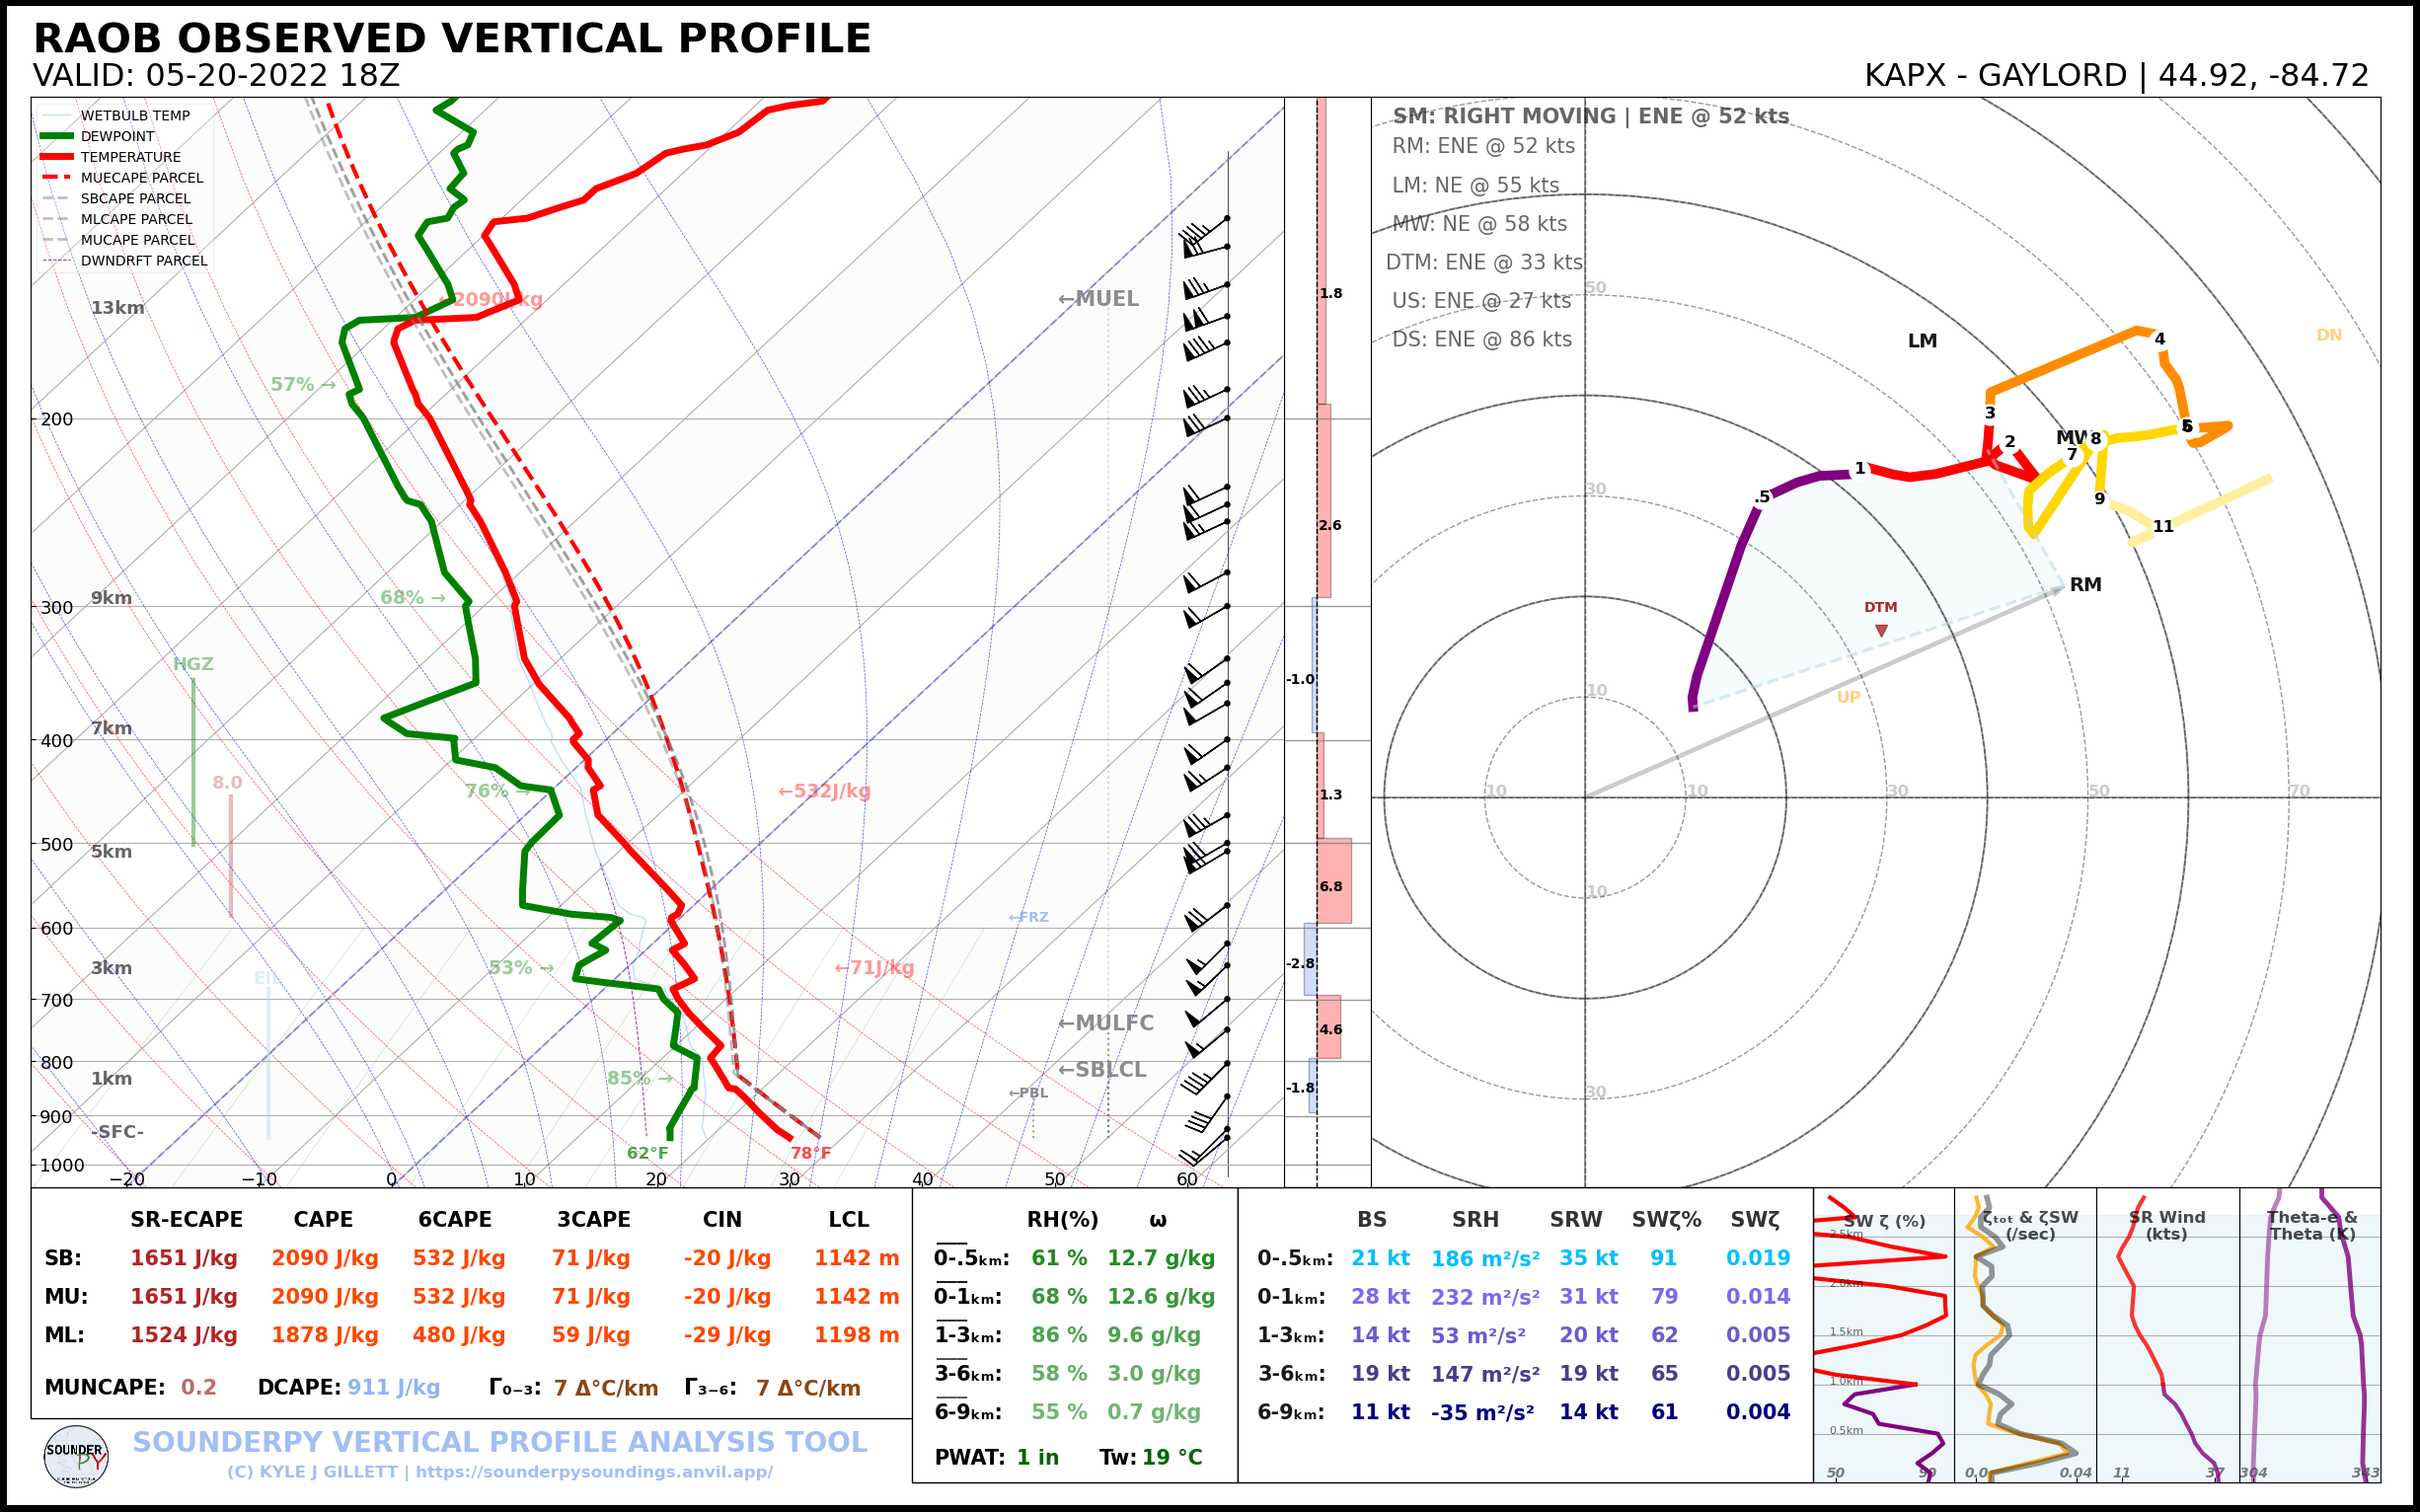 RAOB OBSERVED VERTICAL PROFILE
VALID: 05-20-2022 18Z
KAPX - GAYLORD | 44.92, -84.72
WETBULB TEMP
DEWPOINT
TEMPERATURE
MUECAPE PARCEL
SBCAPE PARCEL
MLCAPE PARCEL
MUCAPE PARCEL
DWNDRFT PARCEL
13km
9km
7km
5km
3km
1km
-SFC-
200
300
400
500
600
700
800
900
1000
−20 −10 0 10 20 30 40 50 60
57% →
68% →
76% →
53% →
85% →
HGZ
8.0
EIL
←2090J/kg
←532J/kg
←71J/kg
←MUEL
←FRZ
←MULFC
←SBLCL
←PBL
62°F
78°F
1.8
2.6
-1.0
1.3
6.8
-2.8
4.6
-1.8
SM: RIGHT MOVING | ENE @ 52 kts
RM: ENE @ 52 kts
LM: NE @ 55 kts
MW: NE @ 58 kts
DTM: ENE @ 33 kts
US: ENE @ 27 kts
DS: ENE @ 86 kts
50
30
10
10 10 30 50 70
10
30
LM
DN
RM
DTM
UP
.5
1
2
3
4
6
7
8
9
11
SR-ECAPE CAPE 6CAPE 3CAPE CIN LCL
SB: 1651 J/kg 2090 J/kg 532 J/kg 71 J/kg -20 J/kg 1142 m
MU: 1651 J/kg 2090 J/kg 532 J/kg 71 J/kg -20 J/kg 1142 m
ML: 1524 J/kg 1878 J/kg 480 J/kg 59 J/kg -29 J/kg 1198 m
MUNCAPE: 0.2 DCAPE: 911 J/kg Γ₀₋₃: 7 Δ°C/km Γ₃₋₆: 7 Δ°C/km
RH(%) ω
0-.5ₖₘ: 61 % 12.7 g/kg
0-1ₖₘ: 68 % 12.6 g/kg
1-3ₖₘ: 86 % 9.6 g/kg
3-6ₖₘ: 58 % 3.0 g/kg
6-9ₖₘ: 55 % 0.7 g/kg
PWAT: 1 in Tw: 19 °C
BS SRH SRW SWζ% SWζ
0-.5ₖₘ: 21 kt 186 m²/s² 35 kt 91 0.019
0-1ₖₘ: 28 kt 232 m²/s² 31 kt 79 0.014
1-3ₖₘ: 14 kt 53 m²/s² 20 kt 62 0.005
3-6ₖₘ: 19 kt 147 m²/s² 19 kt 65 0.005
6-9ₖₘ: 11 kt -35 m²/s² 14 kt 61 0.004
SW ζ (%)
2.5km
2.0km
1.5km
1.0km
0.5km
50 90
ζₜₒₜ & ζSW
(/sec)
0.0 0.04
SR Wind
(kts)
11 37
Theta-e &
Theta (K)
304 343
SOUNDER
PY
SOUNDERPY VERTICAL PROFILE ANALYSIS TOOL
(C) KYLE J GILLETT | https://sounderpysoundings.anvil.app/